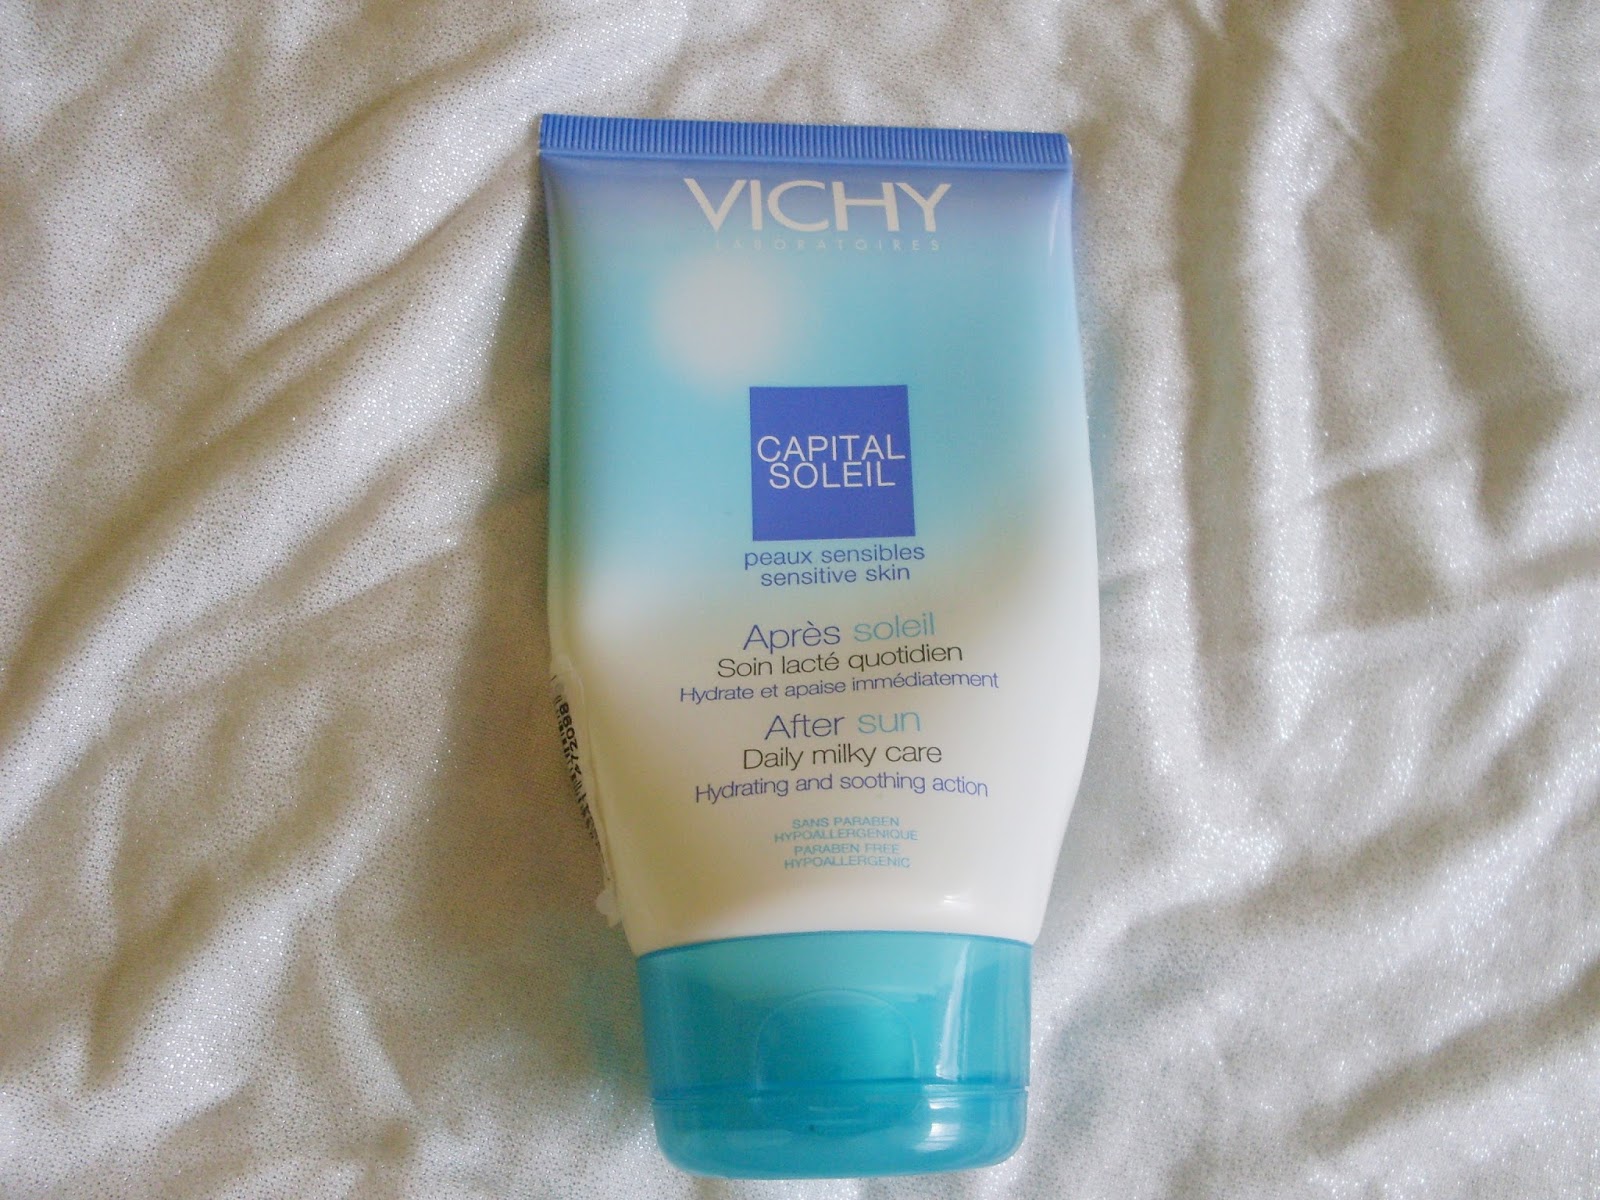 VICHY
LABORATOIRES
CAPITAL
SOLEIL
peaux sensibles
sensitive skin
Après soleil
Soin lacté quotidien
Hydrate et apaise immédiatement
After sun
Daily milky care
Hydrating and soothing action
SANS PARABEN
HYPOALLERGENIQUE
PARABEN FREE
HYPOALLERGENIC